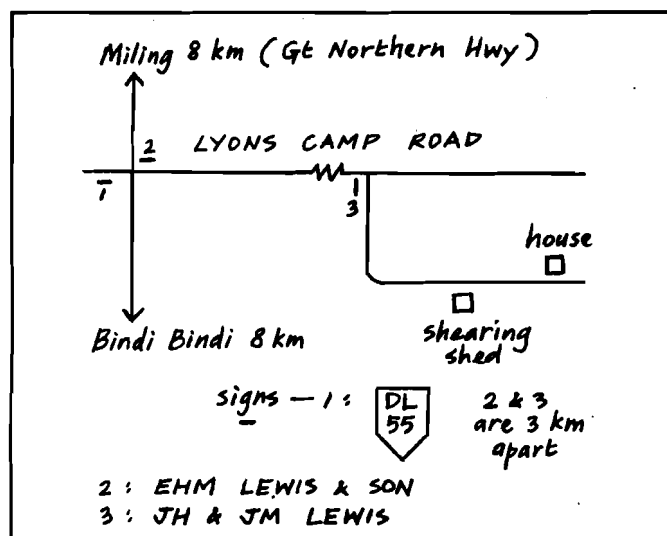 Miling 8 km (Gt Northern Hwy)
2 LYONS CAMP ROAD
1
3
house
Bindi Bindi 8 km
shearing
shed
signs – 1: DL
55
2 & 3
are 3 km
apart
2: EHM LEWIS & SON
3: JH & JM LEWIS